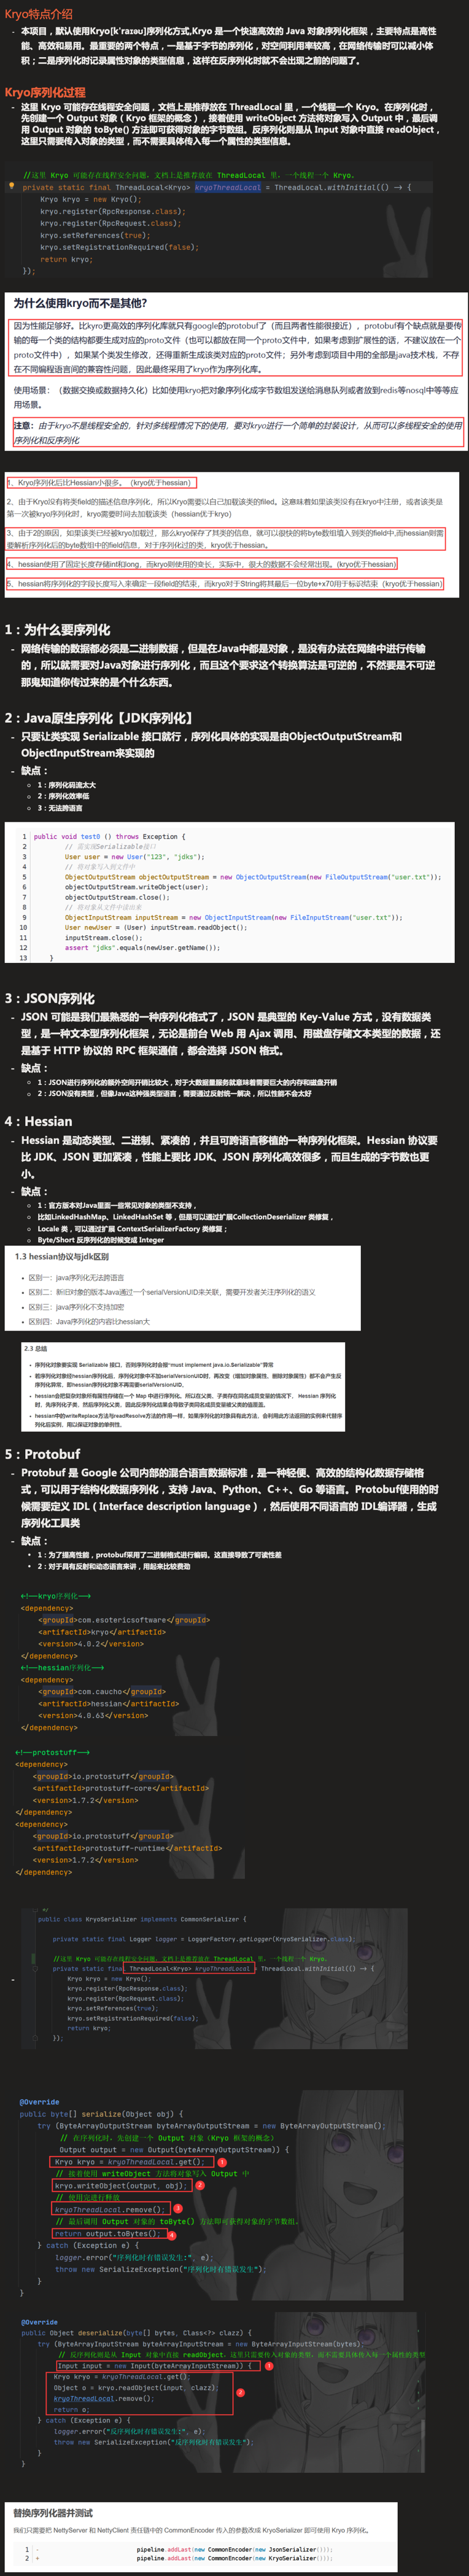 Kryo特点介绍
- 本项目，默认使用Kryo[k'raɪəu]序列化方式,Kryo 是一个快速高效的 Java 对象序列化框架，主要特点是高性
能、高效和易用。最重要的两个特点，一是基于字节的序列化，对空间利用率较高，在网络传输时可以减小体
积；二是序列化时记录属性对象的类型信息，这样在反序列化时就不会出现之前的问题了。
Kryo序列化过程
- 这里 Kryo 可能存在线程安全问题，文档上是推荐放在 ThreadLocal 里，一个线程一个 Kryo。在序列化时，
先创建一个 Output 对象（ Kryo 框架的概念），接着使用 writeObject 方法将对象写入 Output 中，最后调
用 Output 对象的 toByte() 方法即可获得对象的字节数组。反序列化则是从 Input 对象中直接 readObject，
这里只需要传入对象的类型，而不需要具体传入每一个属性的类型信息。
//这里 Kryo 可能存在线程安全问题，文档上是推荐放在 ThreadLocal 里，一个线程一个 Kryo。
private static final ThreadLocal<Kryo> kryoThreadLocal = ThreadLocal.withInitial(() -> {
Kryo kryo = new Kryo();
kryo.register(RpcResponse.class);
kryo.register(RpcRequest.class);
kryo.setReferences(true);
kryo.setRegistrationRequired(false);
return kryo;
});
为什么使用kryo而不是其他?
因为性能足够好。比kyro更高效的序列化库就只有google的protobuf了（而且两者性能很接近），protobuf有个缺点就是要传
输的每一个类的结构都要生成对应的proto文件（也可以都放在同一个proto文件中，如果考虑到扩展性的话，不建议放在一个
proto文件中），如果某个类发生修改，还得重新生成该类对应的proto文件；另外考虑到项目中用的全部是java技术栈，不存
在不同编程语言间的兼容性问题，因此最终采用了kryo作为序列化库。
使用场景：（数据交换或数据持久化）比如使用kryo把对象序列化成字节数组发送给消息队列或者放到redis等nosql中等等应
用场景。
注意：由于kryo不是线程安全的，针对多线程情况下的使用，要对kryo进行一个简单的封装设计，从而可以多线程安全的使用
序列化和反序列化
1、Kryo序列化后比Hessian小很多。（kryo优于hessian）
2、由于Kryo没有将类field的描述信息序列化，所以Kryo需要以自己加载该类的filed。这意味着如果该类没有在kryo中注册，或者该类是
第一次被kryo序列化时，kryo需要时间去加载该类（hessian优于kryo）
3、由于2的原因，如果该类已经被kryo加载过，那么kryo保存了其类的信息，就可以很快的将byte数组填入到类的field中,而hessian则需
要解析序列化后的byte数组中的field信息，对于序列化过的类，kryo优于hessian。
4、hessian使用了固定长度存储int和long，而kryo则使用的变长，实际中，很大的数据不会经常出现。(kryo优于hessian)
5、hessian将序列化的字段长度写入来确定一段field的结束，而kryo对于String将其最后一位byte+x70用于标识结束（kryo优于hessian）
1：为什么要序列化
- 网络传输的数据都必须是二进制数据，但是在Java中都是对象，是没有办法在网络中进行传输
的，所以就需要对Java对象进行序列化，而且这个要求这个转换算法是可逆的，不然要是不可逆
那鬼知道你传过来的是个什么东西。
2：Java原生序列化【JDK序列化】
- 只要让类实现 Serializable 接口就行，序列化具体的实现是由ObjectOutputStream和
ObjectInputStream来实现的
- 缺点：
1：序列化码流太大
2：序列化效率低
3：无法跨语言
1 public void test0 () throws Exception {
2 // 需实现Serializable接口
3 User user = new User("123", "jdks");
4 // 将对象写入到文件中
5 ObjectOutputStream objectOutputStream = new ObjectOutputStream(new FileOutputStream("user.txt"));
6 objectOutputStream.writeObject(user);
7 objectOutputStream.close();
8 // 将对象从文件中读出来
9 ObjectInputStream inputStream = new ObjectInputStream(new FileInputStream("user.txt"));
10 User newUser = (User) inputStream.readObject();
11 inputStream.close();
12 assert "jdks".equals(newUser.getName());
13 }
3：JSON序列化
- JSON 可能是我们最熟悉的一种序列化格式了，JSON 是典型的 Key-Value 方式，没有数据类
型，是一种文本型序列化框架，无论是前台 Web 用 Ajax 调用、用磁盘存储文本类型的数据，还
是基于 HTTP 协议的 RPC 框架通信，都会选择 JSON 格式。
- 缺点：
1：JSON进行序列化的额外空间开销比较大，对于大数据量服务就意味着需要巨大的内存和磁盘开销
2：JSON没有类型，但像Java这种强类型语言，需要通过反射统一解决，所以性能不会太好
4：Hessian
- Hessian 是动态类型、二进制、紧凑的，并且可跨语言移植的一种序列化框架。Hessian 协议要
比 JDK、JSON 更加紧凑，性能上要比 JDK、JSON 序列化高效很多，而且生成的字节数也更
小。
- 缺点：
1：官方版本对Java里面一些常见对象的类型不支持，
比如LinkedHashMap、LinkedHashSet 等，但是可以通过扩展CollectionDeserializer 类修复，
Locale 类，可以通过扩展 ContextSerializerFactory 类修复；
Byte/Short 反序列化的时候变成 Integer
1.3 hessian协议与jdk区别
区别一：java序列化无法跨语言
区别二：新旧对象的版本Java通过一个serialVersionUID来关联，需要开发者关注序列化的语义
区别三：java序列化不支持加密
区别四：Java序列化的内容比hessian大
2.3 总结
序列化对象要实现 Serializable 接口，否则序列化时会报“must implement java.io.Serializable”异常
若序列化对象经hessian序列化后，序列化对象中不加serialVersionUID时，再改变（增加对象属性、删除对象属性）都不会产生反
序列化异常，即hessian序列化对象不再需要serialVersionUID。
hessian会把复杂对象所有属性存储在一个 Map 中进行序列化。所以在父类、子类存在同名成员变量的情况下， Hessian 序列化
时，先序列化子类，然后序列化父类，因此反序列化结果会导致子类同名成员变量被父类的值覆盖。
hessian中的writeReplace方法与readResolve方法的作用一样，如果序列化的对象具有此方法，会利用此方法返回的实例来代替序
列化后实例，用以保证对象的单例性。
5：Protobuf
- Protobuf 是 Google 公司内部的混合语言数据标准，是一种轻便、高效的结构化数据存储格
式，可以用于结构化数据序列化，支持 Java、Python、C++、Go 等语言。Protobuf使用的时
候需要定义 IDL（ Interface description language ），然后使用不同语言的 IDL编译器，生成
序列化工具类
- 缺点：
1：为了提高性能，protobuf采用了二进制格式进行编码。这直接导致了可读性差
2：对于具有反射和动态语言来讲，用起来比较费劲
<!--kryo序列化-->
<dependency>
<groupId>com.esotericsoftware</groupId>
<artifactId>kryo</artifactId>
<version>4.0.2</version>
</dependency>
<!--hessian序列化-->
<dependency>
<groupId>com.caucho</groupId>
<artifactId>hessian</artifactId>
<version>4.0.63</version>
</dependency>
<!--protostuff-->
<dependency>
<groupId>io.protostuff</groupId>
<artifactId>protostuff-core</artifactId>
<version>1.7.2</version>
</dependency>
<dependency>
<groupId>io.protostuff</groupId>
<artifactId>protostuff-runtime</artifactId>
<version>1.7.2</version>
</dependency>
*/
public class KryoSerializer implements CommonSerializer {
private static final Logger logger = LoggerFactory.getLogger(KryoSerializer.class);
//这里 Kryo 可能存在线程安全问题，文档上是推荐放在 ThreadLocal 里，一个线程一个 Kryo。
private static final ThreadLocal<Kryo> kryoThreadLocal = ThreadLocal.withInitial(() -> {
Kryo kryo = new Kryo();
kryo.register(RpcResponse.class);
kryo.register(RpcRequest.class);
kryo.setReferences(true);
kryo.setRegistrationRequired(false);
return kryo;
});
@Override
public byte[] serialize(Object obj) {
try (ByteArrayOutputStream byteArrayOutputStream = new ByteArrayOutputStream();
// 在序列化时，先创建一个 Output 对象（Kryo 框架的概念）
Output output = new Output(byteArrayOutputStream)) {
Kryo kryo = kryoThreadLocal.get(); 1
// 接着使用 writeObject 方法将对象写入 Output 中
kryo.writeObject(output, obj); 2
// 使用完进行释放
kryoThreadLocal.remove(); 3
// 最后调用 Output 对象的 toByte() 方法即可获得对象的字节数组。
return output.toBytes(); 4
} catch (Exception e) {
logger.error("序列化时有错误发生:", e);
throw new SerializeException("序列化时有错误发生");
}
}
@Override
public Object deserialize(byte[] bytes, Class<?> clazz) {
try (ByteArrayInputStream byteArrayInputStream = new ByteArrayInputStream(bytes);
// 反序列化则是从 Input 对象中直接 readObject，这里只需要传入对象的类型，而不需要具体传入每一个属性的类型
Input input = new Input(byteArrayInputStream)) { 1
Kryo kryo = kryoThreadLocal.get();
Object o = kryo.readObject(input, clazz);
kryoThreadLocal.remove(); 2
return o;
} catch (Exception e) {
logger.error("反序列化时有错误发生:", e);
throw new SerializeException("反序列化时有错误发生");
}
}
替换序列化器并测试
我们只需要把 NettyServer 和 NettyClient 责任链中的 CommonEncoder 传入的参数改成 KryoSerializer 即可使用 Kryo 序列化。
1 - pipeline.addLast(new CommonEncoder(new JsonSerializer()));
2 + pipeline.addLast(new CommonEncoder(new KryoSerializer()));